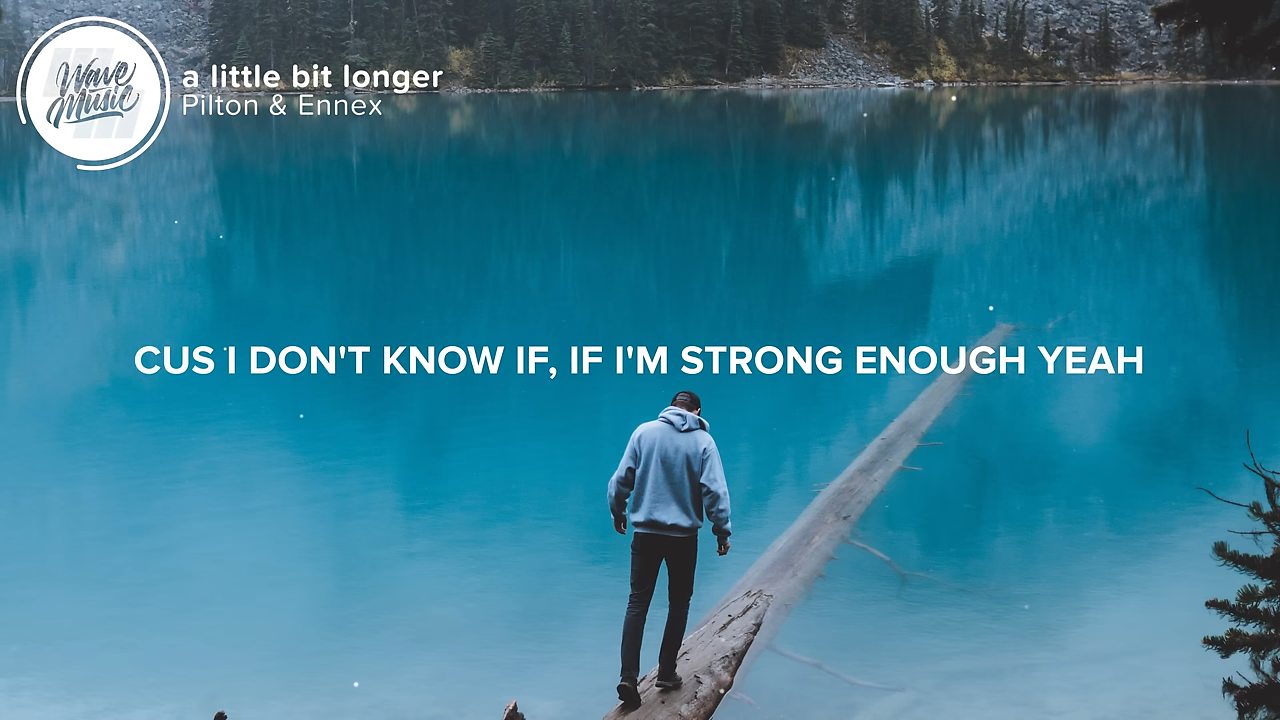 Wave
Music
a little bit longer
Pilton & Ennex
CUS I DON'T KNOW IF, IF I'M STRONG ENOUGH YEAH